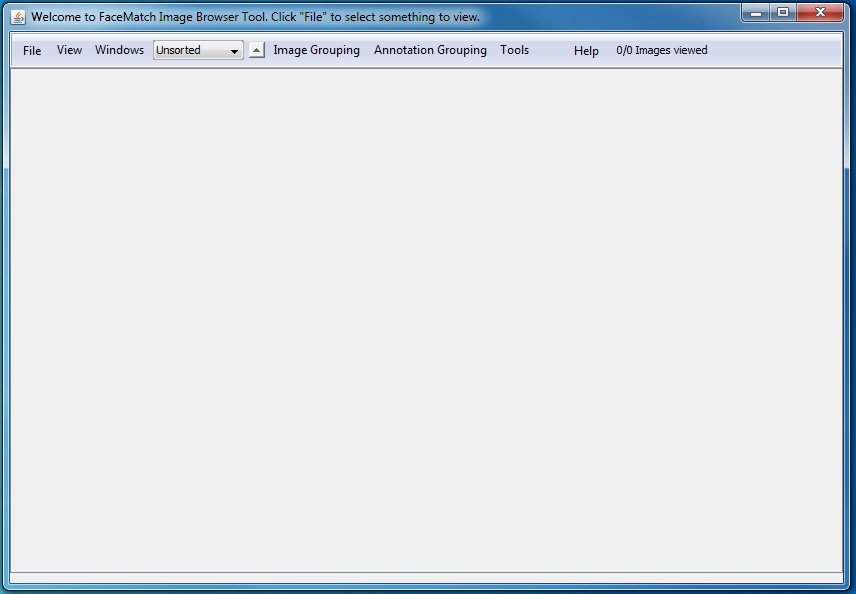 Welcome to FaceMatch Image Browser Tool. Click "File" to select something to view.
File View Windows Unsorted Image Grouping Annotation Grouping Tools Help 0/0 Images viewed